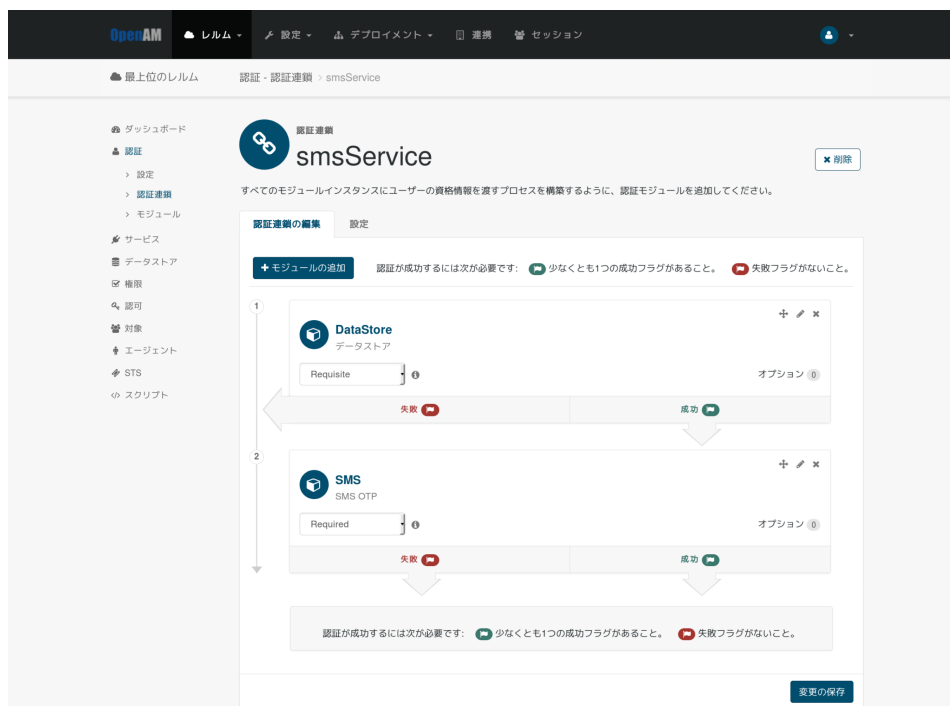 OpenAM レルム 設定 デプロイメント 連携 セッション
最上位のレルム 認証 - 認証連鎖 > smsService
ダッシュボード
認証
> 設定
> 認証連鎖
> モジュール
サービス
データストア
権限
認可
対象
エージェント
STS
スクリプト
認証連鎖
smsService
× 削除
すべてのモジュールインスタンスにユーザーの資格情報を渡すプロセスを構築するように、認証モジュールを追加してください。
認証連鎖の編集 設定
+ モジュールの追加 認証が成功するには次が必要です: 少なくとも1つの成功フラグがあること。 失敗フラグがないこと。
1
DataStore
データストア
Requisite オプション 0
失敗 成功
2
SMS
SMS OTP
Required オプション 0
失敗 成功
認証が成功するには次が必要です: 少なくとも1つの成功フラグがあること。 失敗フラグがないこと。
変更の保存